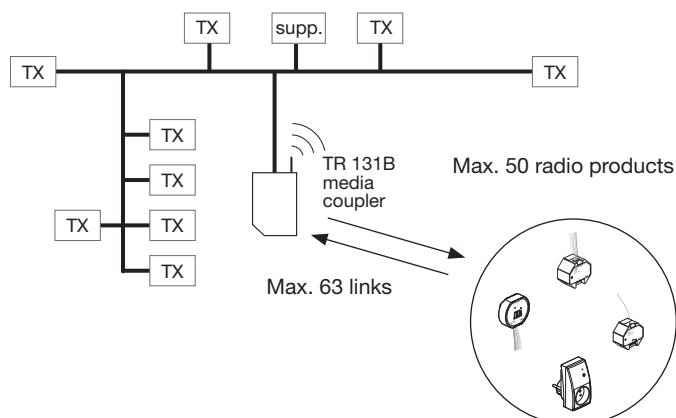 TX
supp.
TX
TX
TX
TX
TX
TX
TX
TX
TR 131B
media
coupler
Max. 50 radio products
Max. 63 links